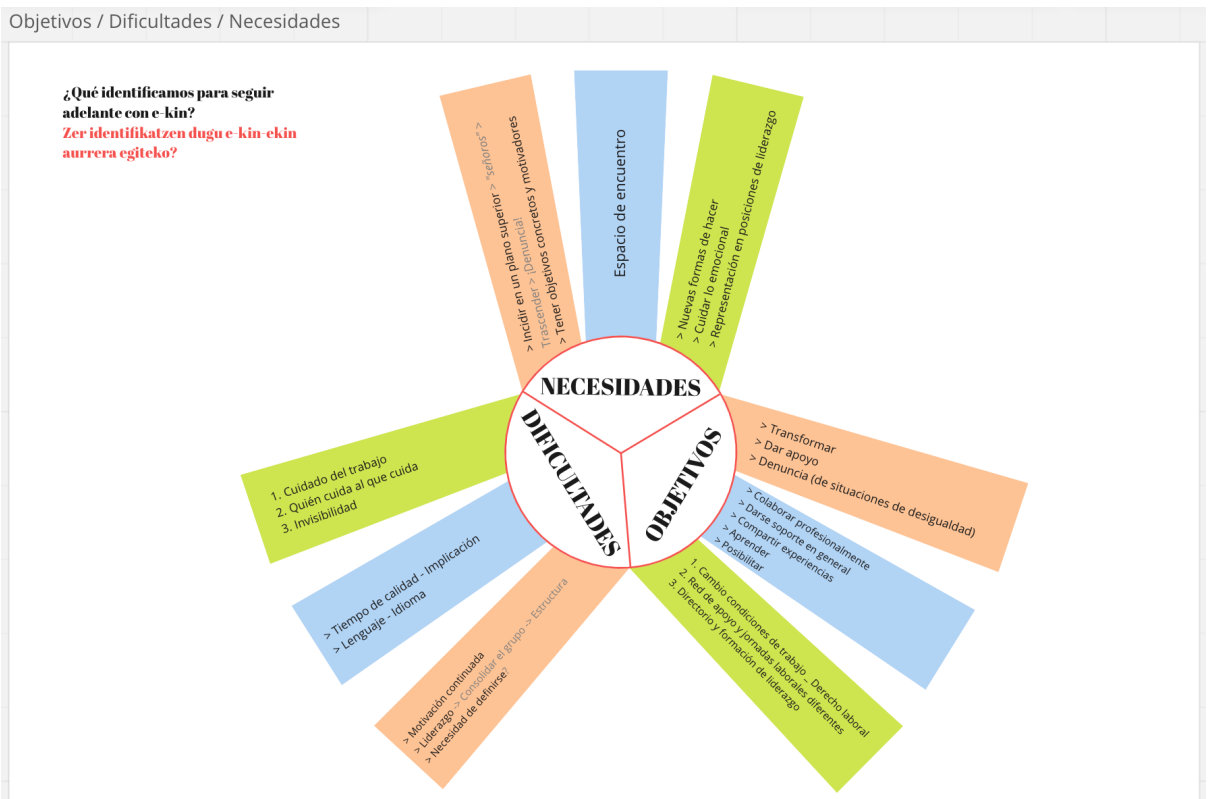 Objetivos / Dificultades / Necesidades
¿Qué identificamos para seguir
adelante con e-kin?
Zer identifikatzen dugu e-kin-ekin
aurrera egiteko?
> Incidir en un plano superior > "señoros" >
Trascender > ¡Denuncia!
> Tener objetivos concretos y motivadores
Espacio de encuentro
> Nuevas formas de hacer
> Cuidar lo emocional
> Representación en posiciones de liderazgo
NECESIDADES
DIFICULTADES
OBJETIVOS
1. Cuidado del trabajo
2. Quién cuida al que cuida
3. Invisibilidad
> Tiempo de calidad - Implicación
> Lenguaje - Idioma
> Motivación continuada
> Liderazgo -> Consolidar el grupo -> Estructura
> Necesidad de definirse?
> Transformar
> Dar apoyo
> Denuncia (de situaciones de desigualdad)
> Colaborar profesionalmente
> Darse soporte en general
> Compartir experiencias
> Aprender
> Posibilitar
1. Cambio condiciones de trabajo _ Derecho laboral
2. Red de apoyo y jornadas laborales diferentes
3. Directorio y formación de liderazgo